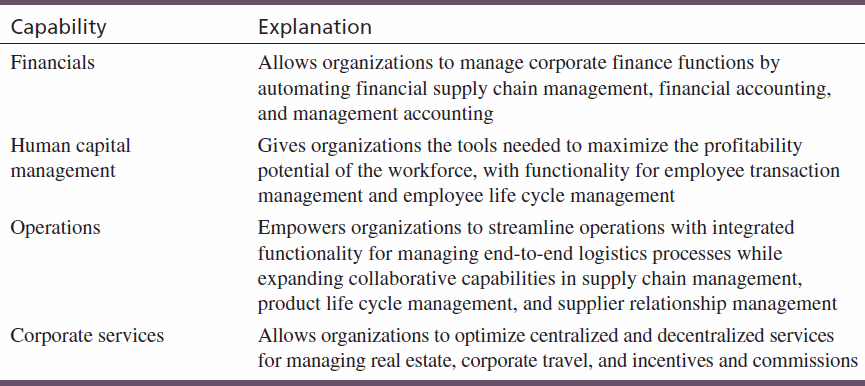 Capability Explanation
Financials Allows organizations to manage corporate finance functions by
automating financial supply chain management, financial accounting,
and management accounting
Human capital Gives organizations the tools needed to maximize the profitability
management potential of the workforce, with functionality for employee transaction
management and employee life cycle management
Operations Empowers organizations to streamline operations with integrated
functionality for managing end-to-end logistics processes while
expanding collaborative capabilities in supply chain management,
product life cycle management, and supplier relationship management
Corporate services Allows organizations to optimize centralized and decentralized services
for managing real estate, corporate travel, and incentives and commissions